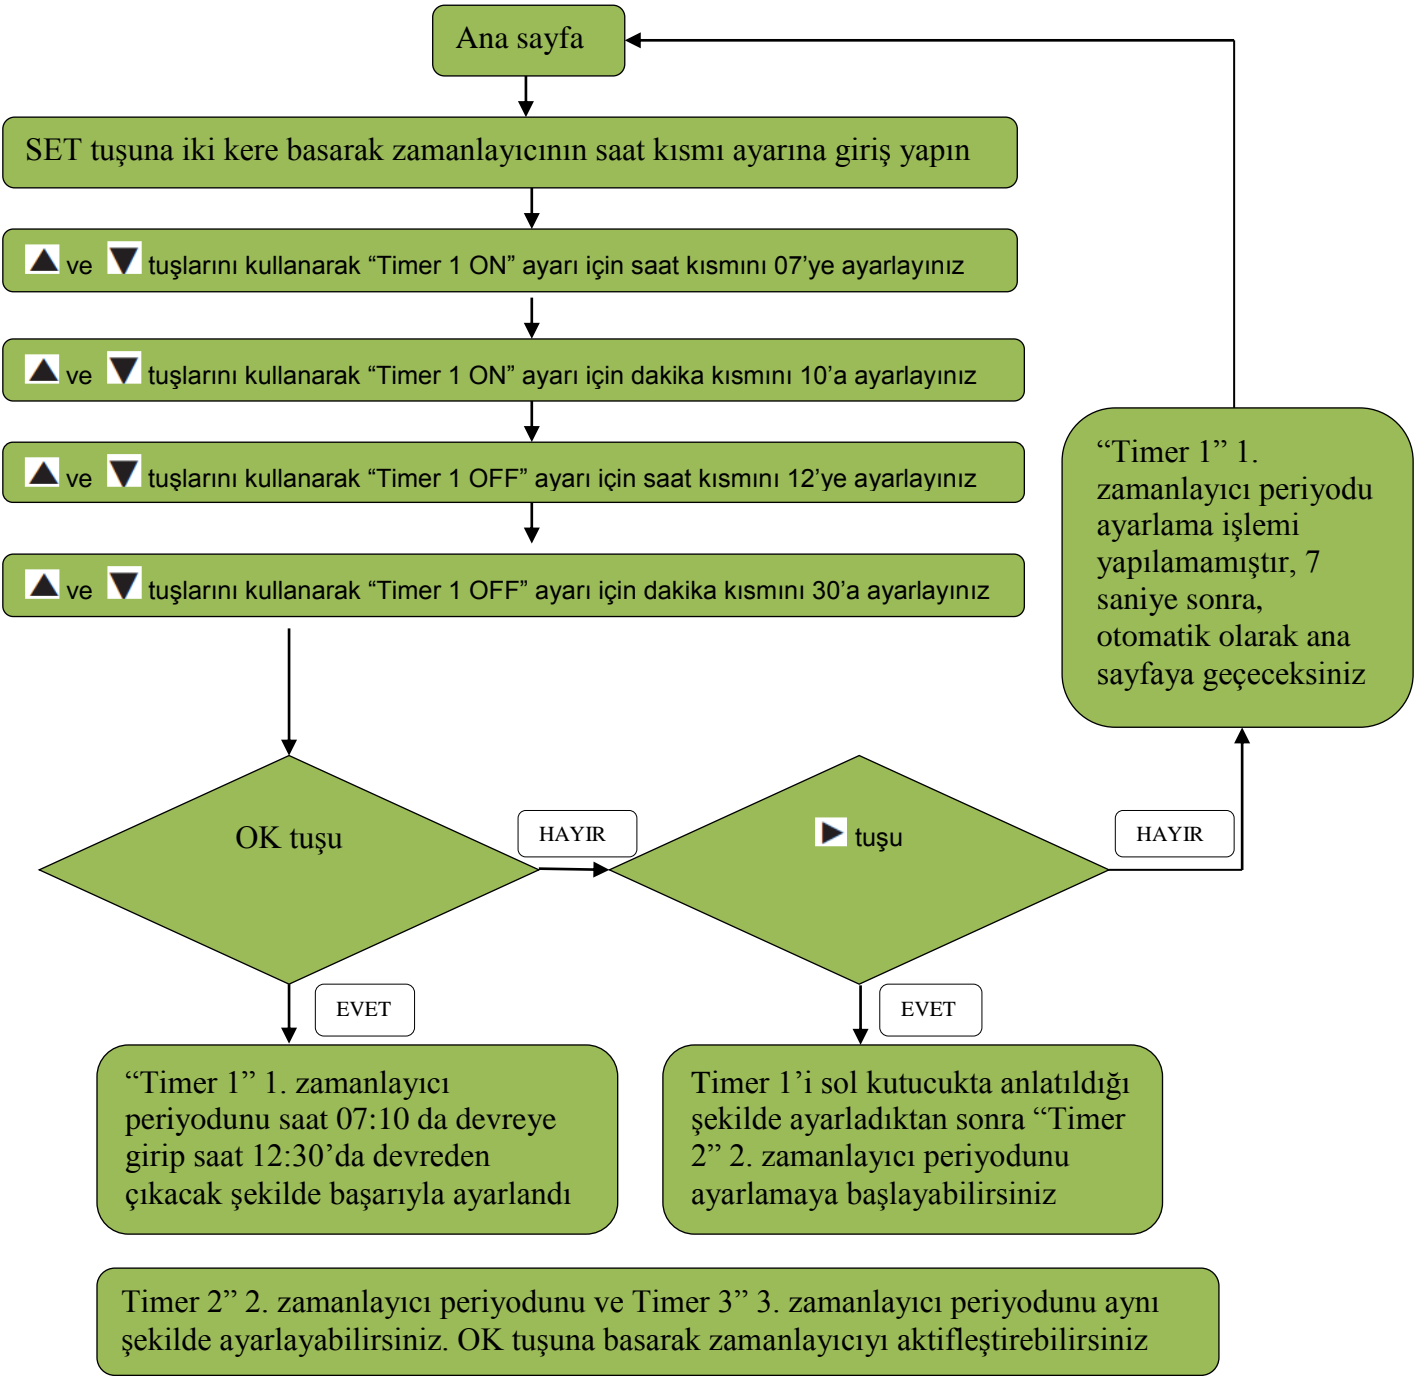 Ana sayfa
SET tuşuna iki kere basarak zamanlayıcının saat kısmı ayarına giriş yapın
▲ ve ▼ tuşlarını kullanarak “Timer 1 ON” ayarı için saat kısmını 07’ye ayarlayınız
▲ ve ▼ tuşlarını kullanarak “Timer 1 ON” ayarı için dakika kısmını 10’a ayarlayınız
▲ ve ▼ tuşlarını kullanarak “Timer 1 OFF” ayarı için saat kısmını 12’ye ayarlayınız
▲ ve ▼ tuşlarını kullanarak “Timer 1 OFF” ayarı için dakika kısmını 30’a ayarlayınız
“Timer 1” 1.
zamanlayıcı periyodu
ayarlama işlemi
yapılamamıştır, 7
saniye sonra,
otomatik olarak ana
sayfaya geçeceksiniz
OK tuşu
HAYIR
▶ tuşu
HAYIR
EVET
EVET
“Timer 1” 1. zamanlayıcı
periyodunu saat 07:10 da devreye
girip saat 12:30’da devreden
çıkacak şekilde başarıyla ayarlandı
Timer 1’i sol kutucukta anlatıldığı
şekilde ayarladıktan sonra “Timer
2” 2. zamanlayıcı periyodunu
ayarlamaya başlayabilirsiniz
Timer 2” 2. zamanlayıcı periyodunu ve Timer 3” 3. zamanlayıcı periyodunu aynı
şekilde ayarlayabilirsiniz. OK tuşuna basarak zamanlayıcıyı aktifleştirebilirsiniz